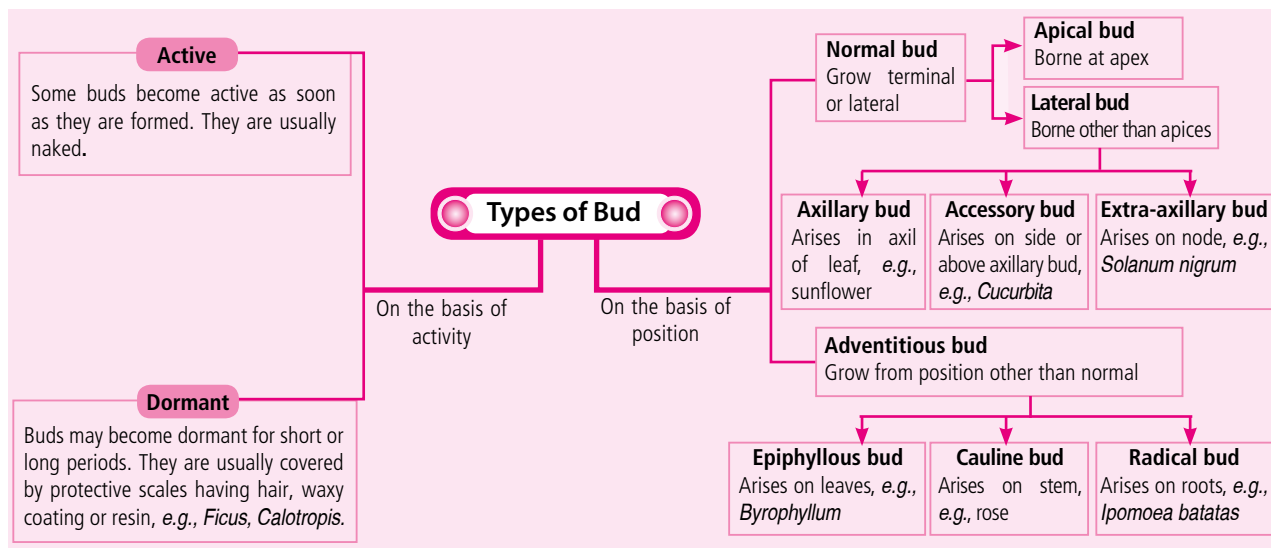 Active
Some buds become active as soon
as they are formed. They are usually
naked.
Types of Bud
On the basis of
activity
On the basis of
position
Dormant
Buds may become dormant for short or
long periods. They are usually covered
by protective scales having hair, waxy
coating or resin, e.g., Ficus, Calotropis.
Normal bud
Grow terminal
or lateral
Apical bud
Borne at apex
Lateral bud
Borne other than apices
Axillary bud
Arises in axil
of leaf, e.g.,
sunflower
Accessory bud
Arises on side or
above axillary bud,
e.g., Cucurbita
Extra-axillary bud
Arises on node, e.g.,
Solanum nigrum
Adventitious bud
Grow from position other than normal
Epiphyllous bud
Arises on leaves, e.g.,
Byrophyllum
Cauline bud
Arises on stem,
e.g., rose
Radical bud
Arises on roots, e.g.,
Ipomoea batatas